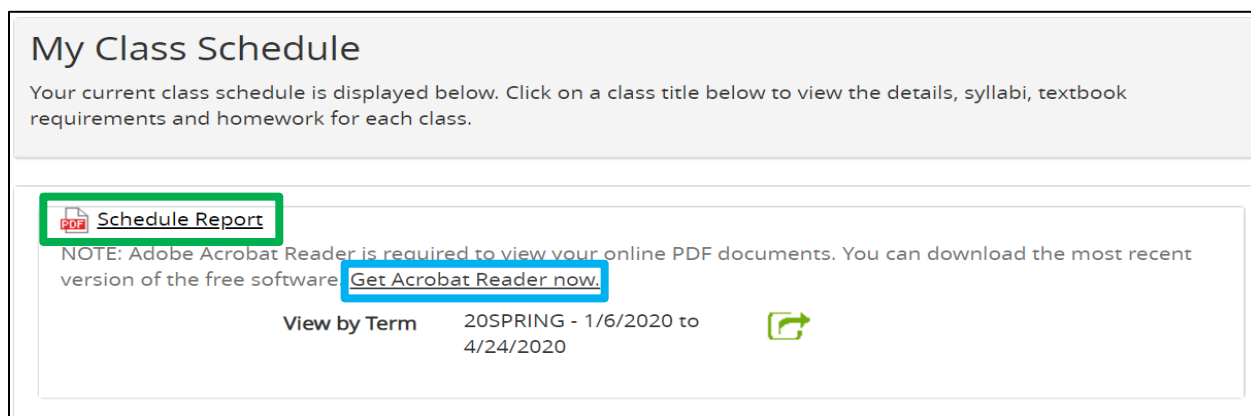 My Class Schedule
Your current class schedule is displayed below. Click on a class title below to view the details, syllabi, textbook
requirements and homework for each class.
PDF Schedule Report
NOTE: Adobe Acrobat Reader is required to view your online PDF documents. You can download the most recent
version of the free software. Get Acrobat Reader now.
View by Term 20SPRING - 1/6/2020 to
4/24/2020